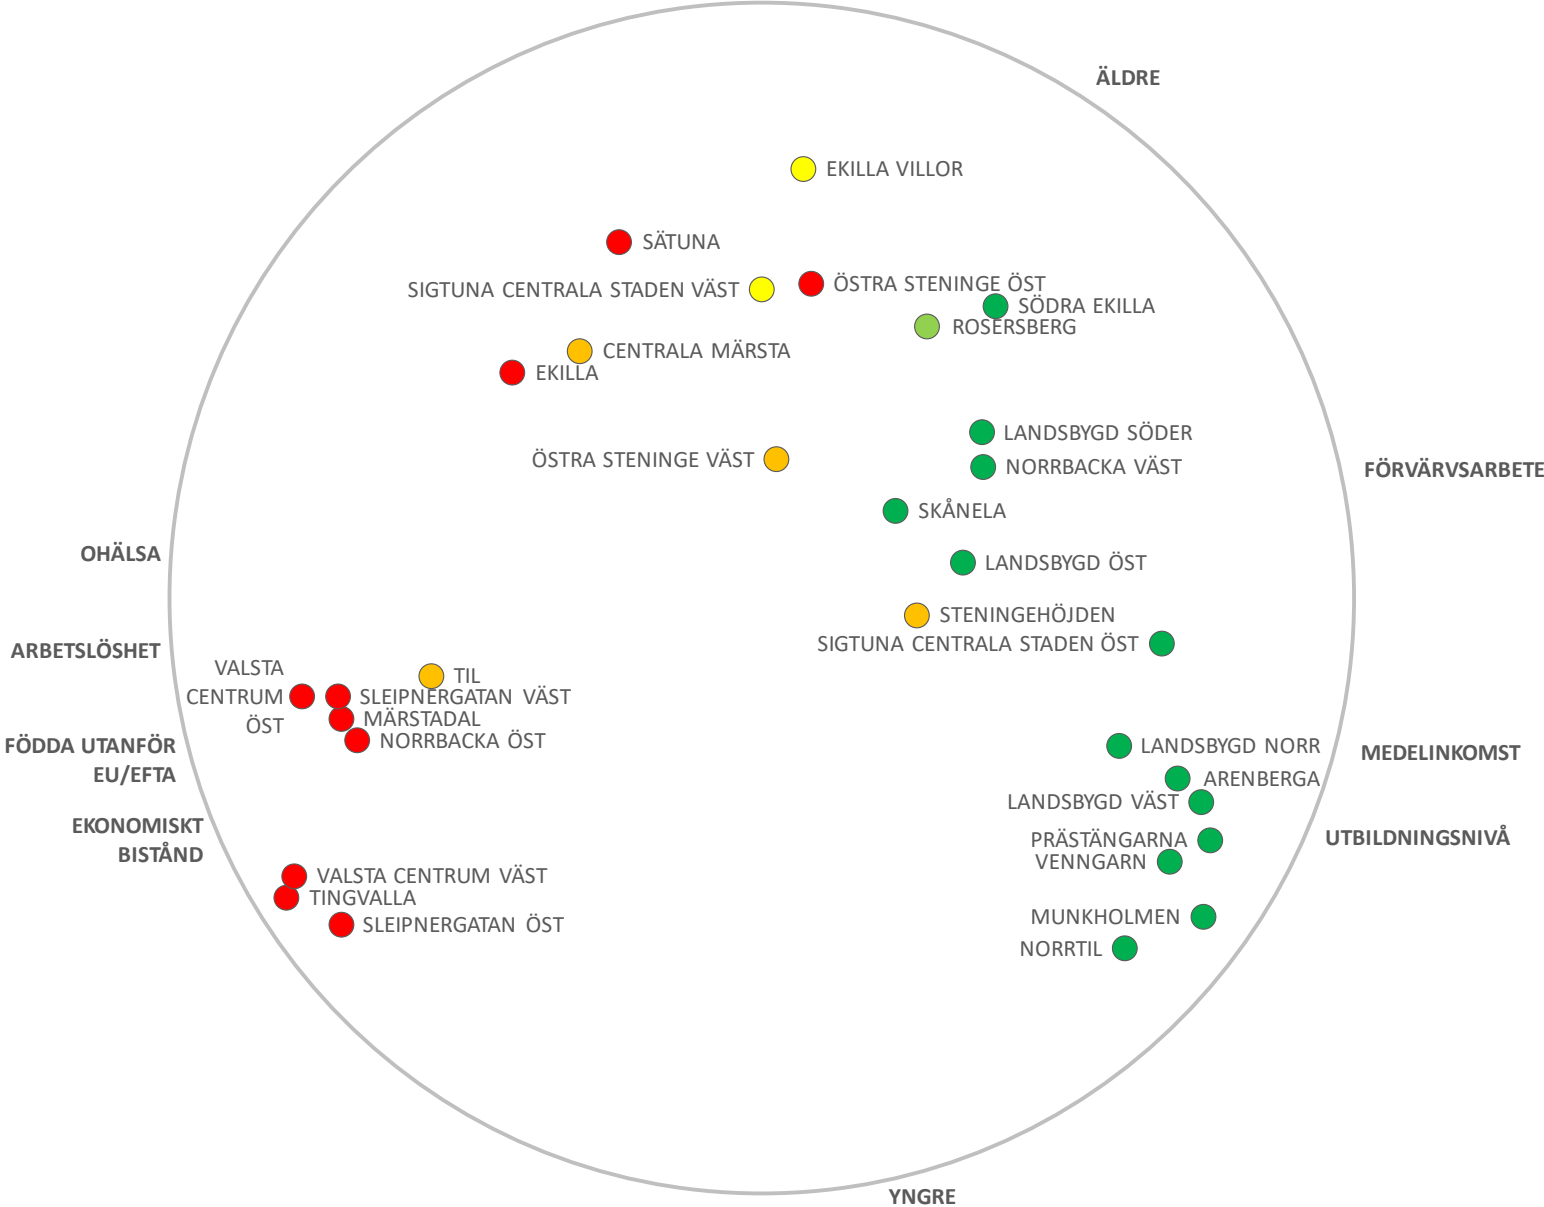 ÄLDRE
EKILLA VILLOR
SÄTUNA
ÖSTRA STENINGE ÖST
SIGTUNA CENTRALA STADEN VÄST
SÖDRA EKILLA
ROSERSBERG
CENTRALA MÄRSTA
EKILLA
LANDSBYGD SÖDER
ÖSTRA STENINGE VÄST
NORRBACKA VÄST
FÖRVÄRVSARBETE
SKÅNELA
OHÄLSA
LANDSBYGD ÖST
STENINGEHÖJDEN
SIGTUNA CENTRALA STADEN ÖST
ARBETSLÖSHET
VALSTA
CENTRUM
ÖST
TIL
SLEIPNERGATAN VÄST
MÄRSTADAL
NORRBACKA ÖST
FÖDDA UTANFÖR
EU/EFTA
LANDSBYGD NORR
MEDELINKOMST
ARENBERGA
LANDSBYGD VÄST
EKONOMISKT
BISTÅND
PRÄSTÄNGARNA
UTBILDNINGSNIVÅ
VENNGARN
VALSTA CENTRUM VÄST
TINGVALLA
SLEIPNERGATAN ÖST
MUNKHOLMEN
NORRTIL
YNGRE